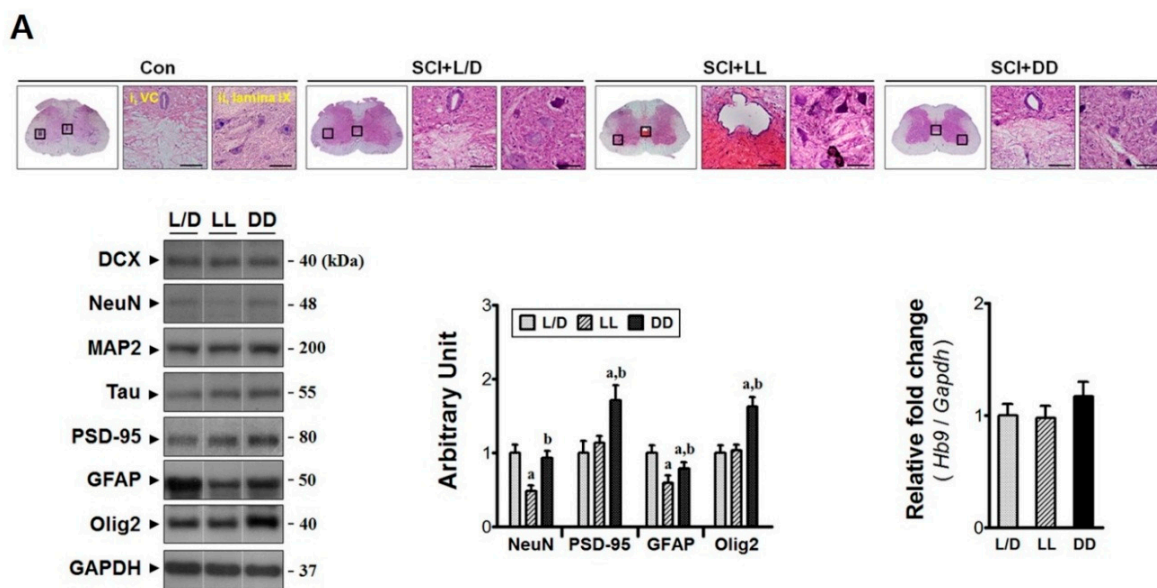 A
Con SCI+L/D SCI+LL SCI+DD
i, VC ii, lamina IX
L/D LL DD
DCX - 40 (kDa)
NeuN - 48
MAP2 - 200
Tau - 55
PSD-95 - 80
GFAP - 50
Olig2 - 40
GAPDH - 37
Arbitrary Unit
3
2
1
0
L/D LL DD
a b a,b a a,b a,b
NeuN PSD-95 GFAP Olig2
Relative fold change
( Hb9 / Gapdh )
2
1
0
L/D LL DD